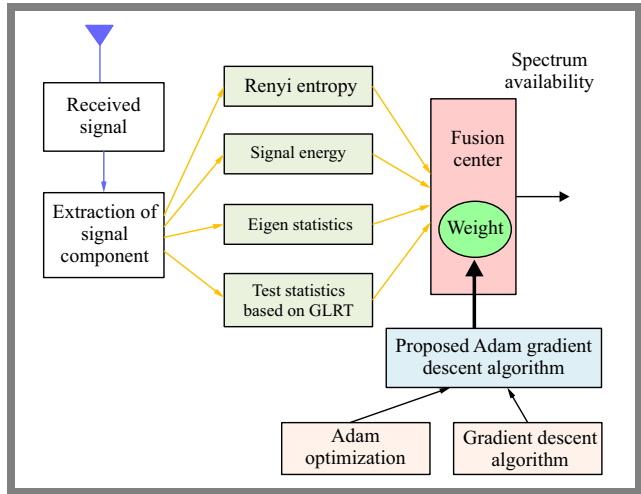 Received
signal
Extraction of
signal
component
Renyi entropy
Signal energy
Eigen statistics
Test statistics
based on GLRT
Fusion
center
Weight
Spectrum
availability
Proposed Adam gradient
descent algorithm
Adam
optimization
Gradient descent
algorithm